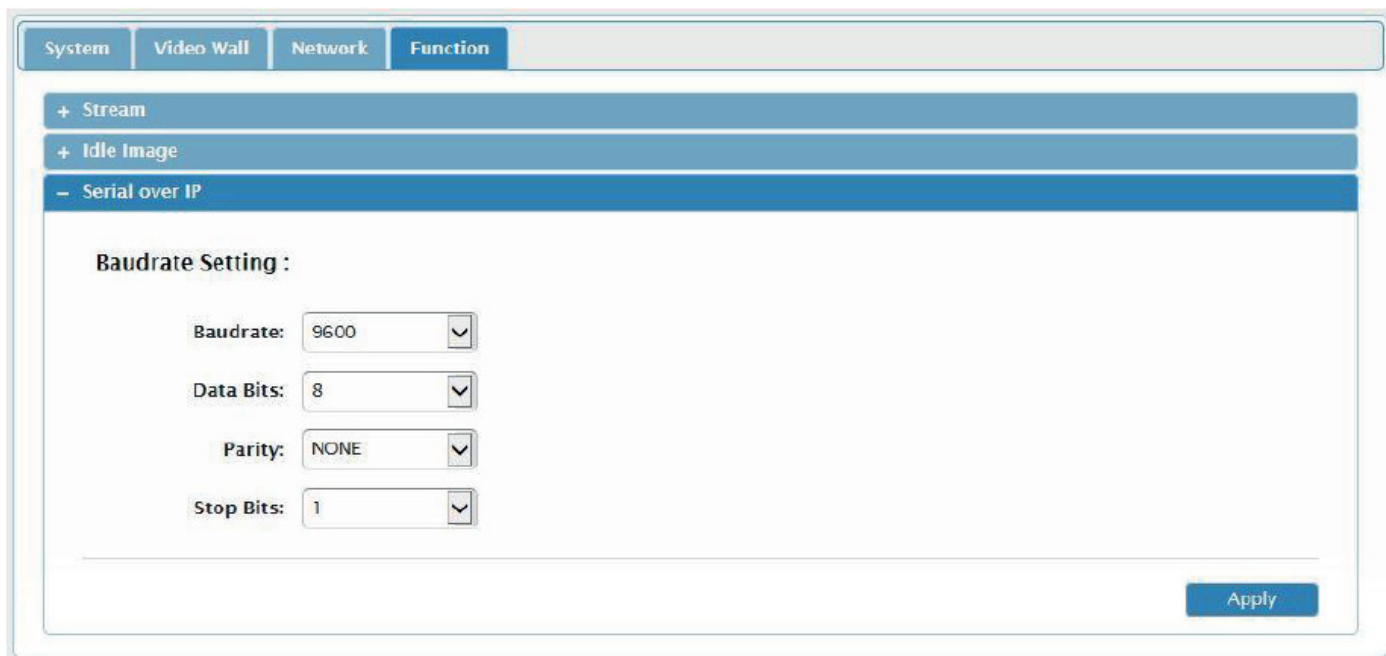 System Video Wall Network Function
+ Stream
+ Idle Image
– Serial over IP
Baudrate Setting :
Baudrate: 9600
Data Bits: 8
Parity: NONE
Stop Bits: 1
Apply